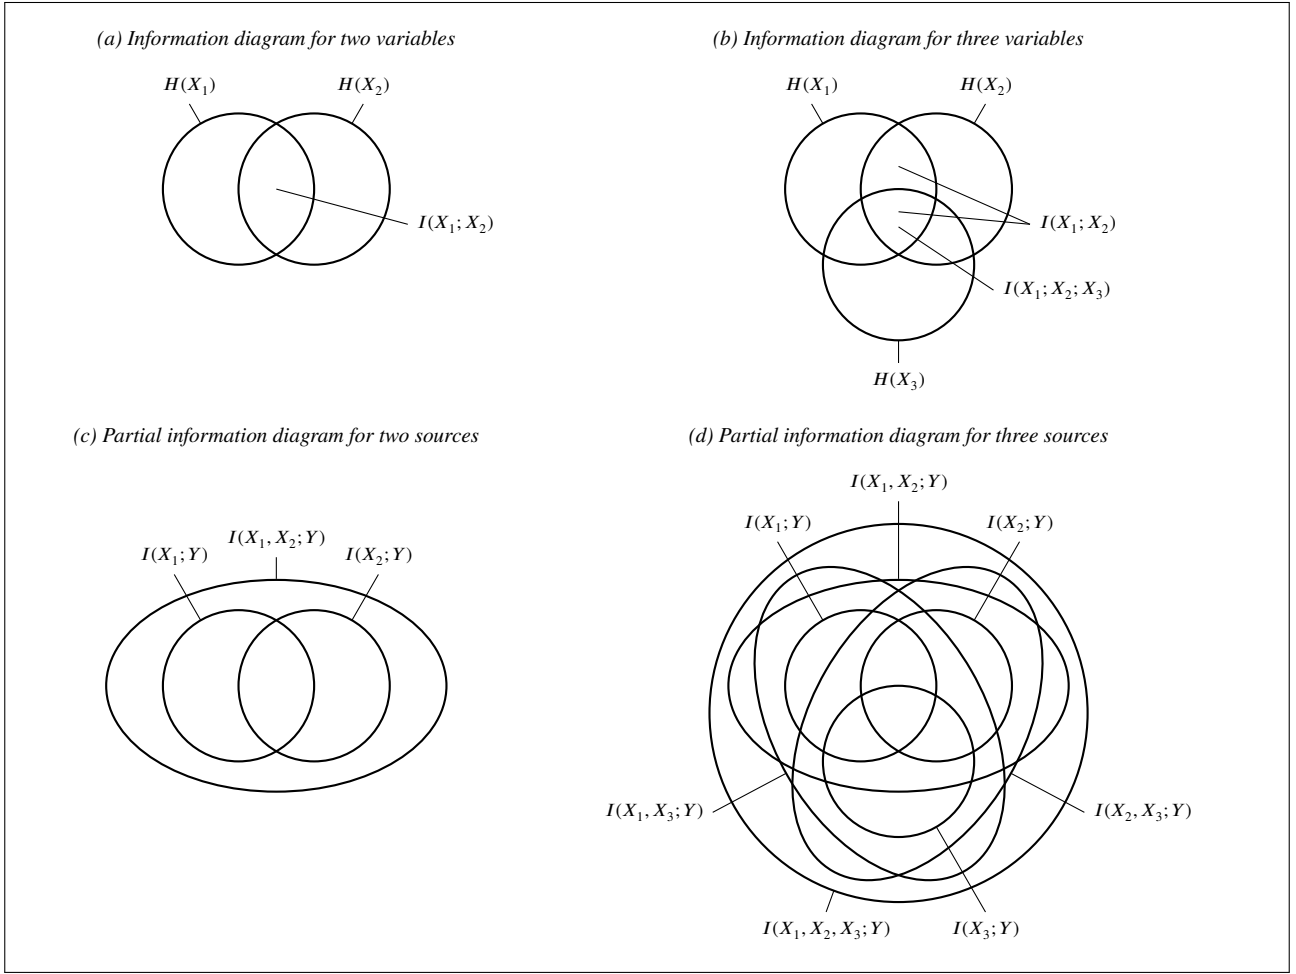 (a) Information diagram for two variables
H(X₁)
H(X₂)
I(X₁; X₂)
(b) Information diagram for three variables
H(X₁)
H(X₂)
I(X₁; X₂)
I(X₁; X₂; X₃)
H(X₃)
(c) Partial information diagram for two sources
I(X₁, X₂; Y)
I(X₁; Y)
I(X₂; Y)
(d) Partial information diagram for three sources
I(X₁, X₂; Y)
I(X₁; Y)
I(X₂; Y)
I(X₁, X₃; Y)
I(X₂, X₃; Y)
I(X₁, X₂, X₃; Y)
I(X₃; Y)